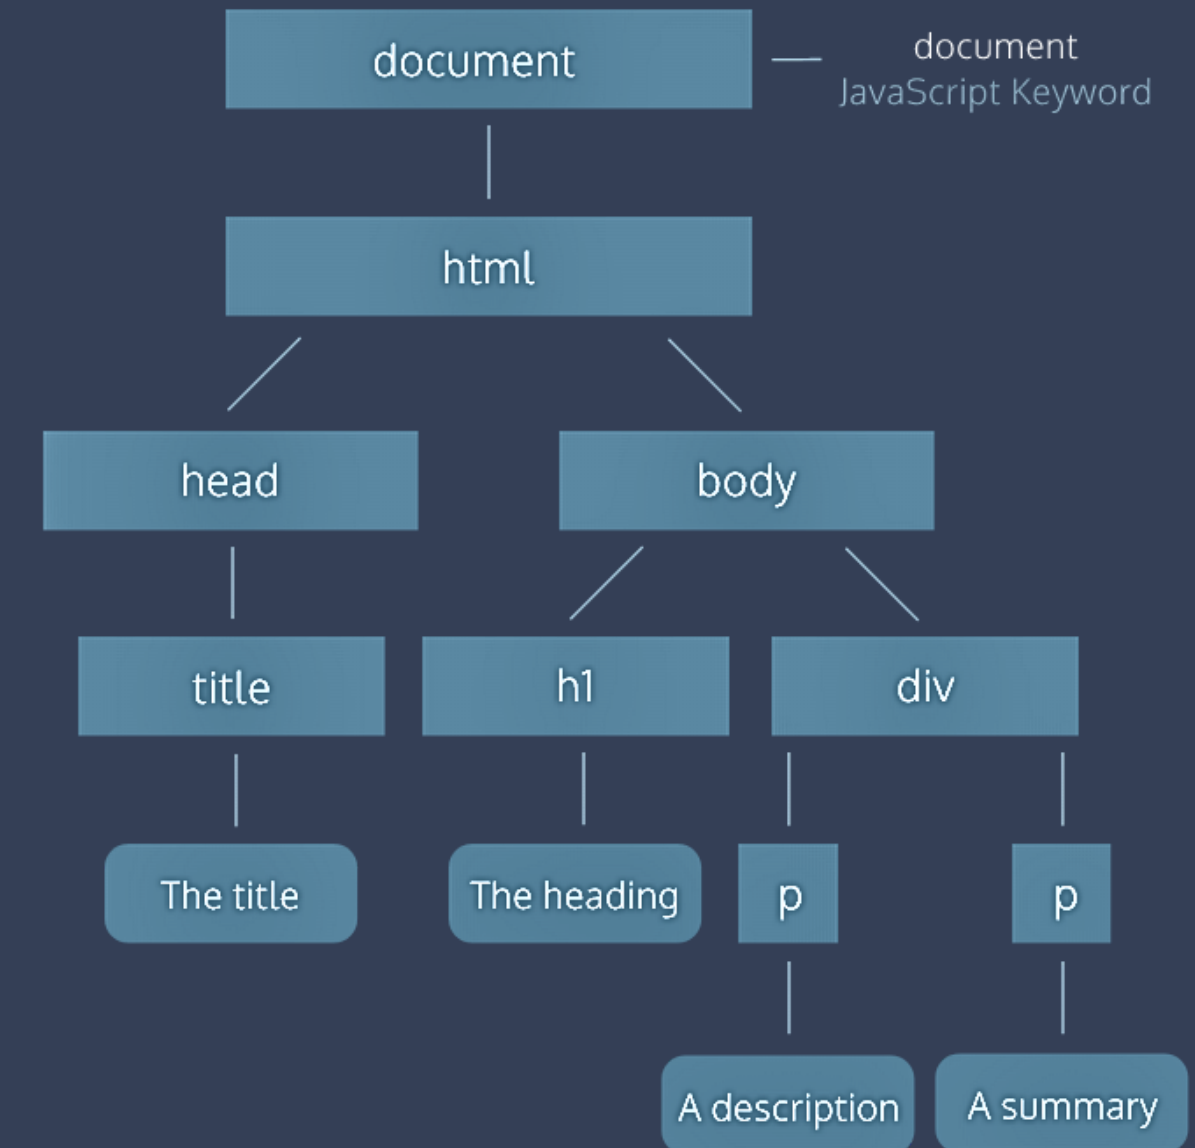 document
document
JavaScript Keyword
html
head
body
title
h1
div
The title
The heading
p
p
A description
A summary